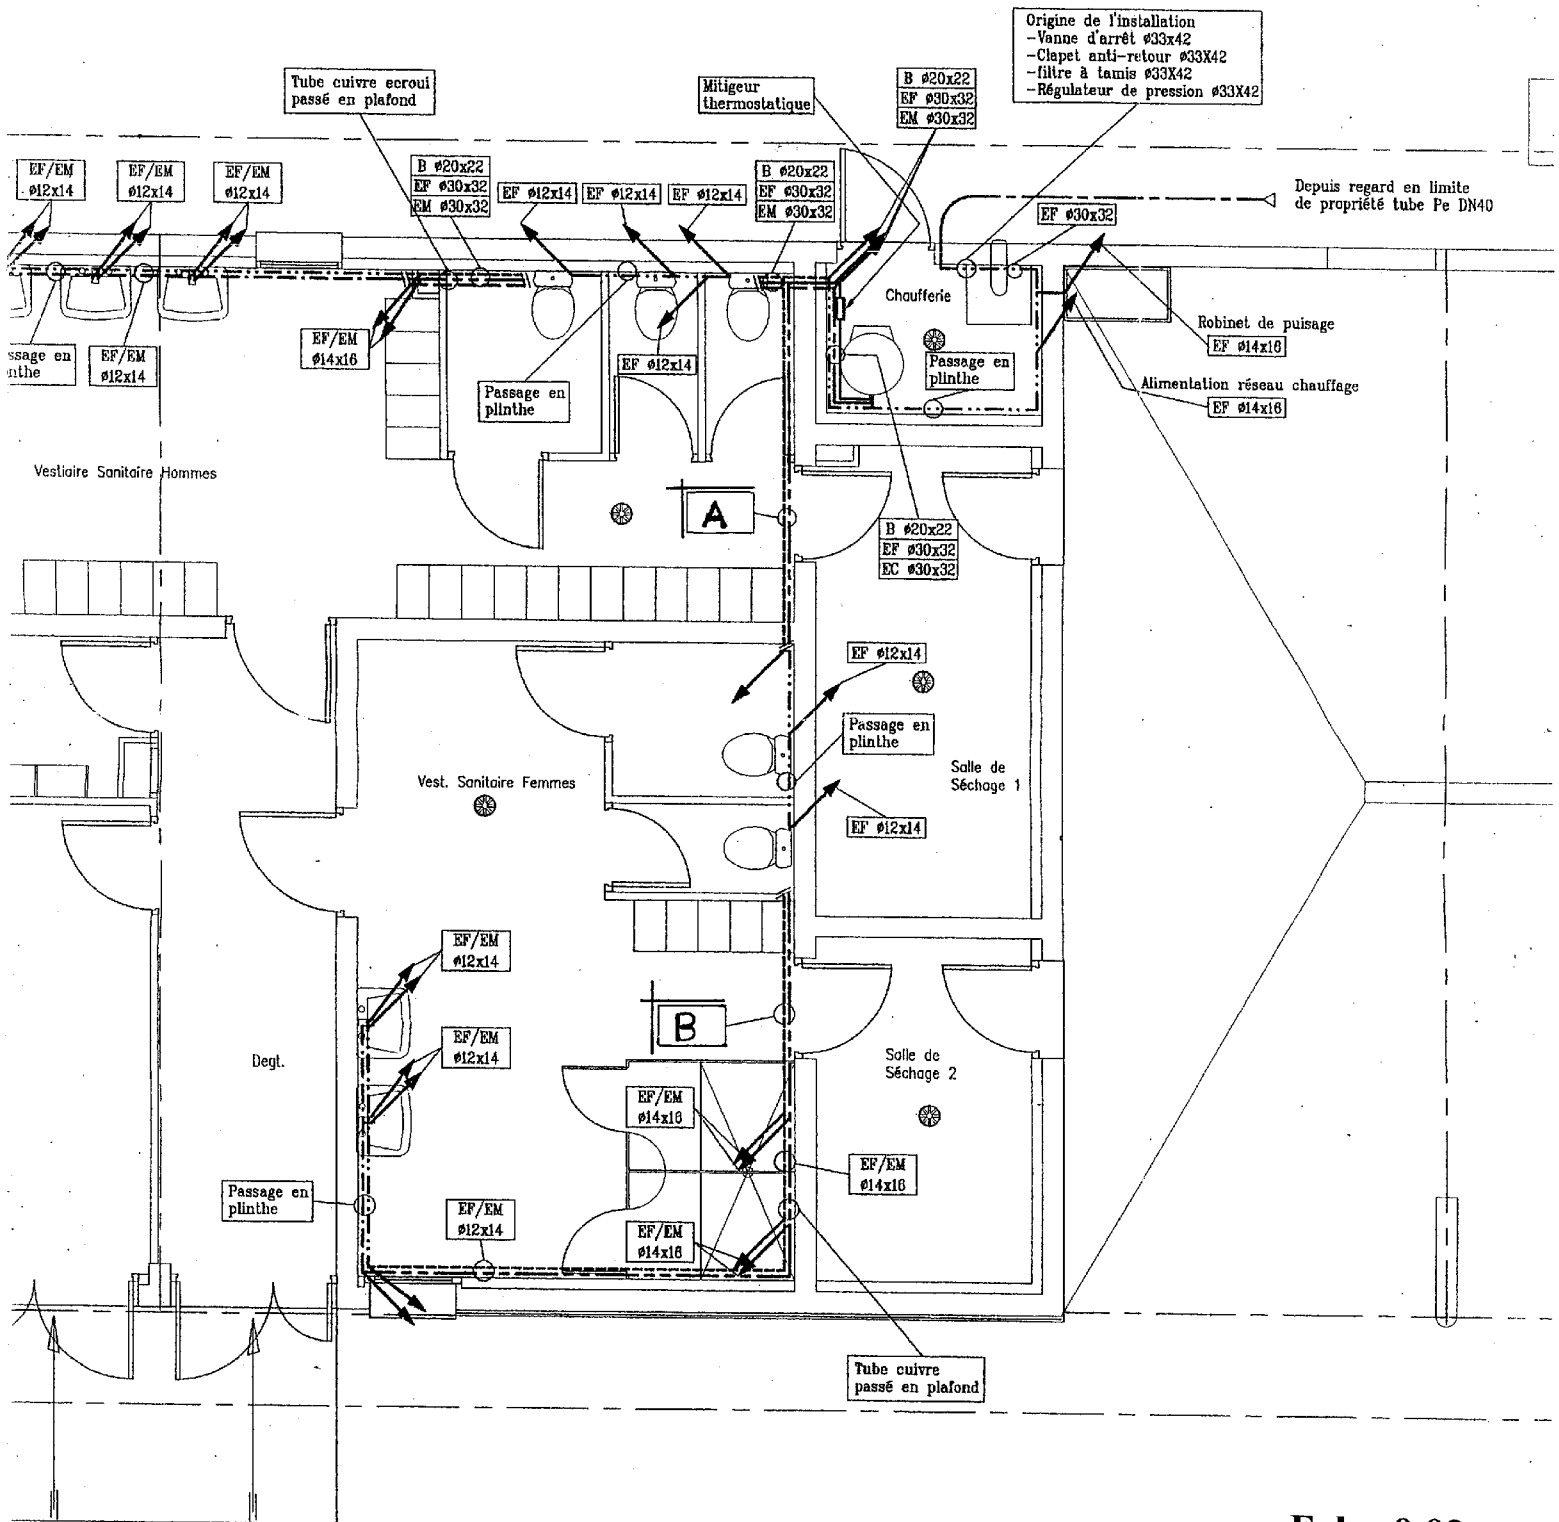 Origine de l'installation
-Vanne d'arrêt ø33x42
-Clapet anti-retour ø33X42
-filtre à tamis ø33X42
-Régulateur de pression ø33X42
Tube cuivre ecroui
passé en plafond
Mitigeur
thermostatique
B ø20x22
EF ø30x32
EM ø30x32
EF/EM
ø12x14
EF/EM
ø12x14
EF/EM
ø12x14
B ø20x22
EF ø30x32
EM ø30x32
EF ø12x14
EF ø12x14
EF ø12x14
B ø20x22
EF ø30x32
EM ø30x32
Depuis regard en limite
de propriété tube Pe DN40
EF ø30x32
Chaufferie
Robinet de puisage
EF ø14x16
Alimentation réseau chauffage
EF ø14x16
EF/EM
ø12x14
EF/EM
ø14x16
EF ø12x14
Passage en
plinthe
Passage en
plinthe
Vestiaire Sanitaire Hommes
A
B ø20x22
EF ø30x32
EC ø30x32
EF ø12x14
Passage en
plinthe
Salle de
Séchage 1
Vest. Sanitaire Femmes
EF ø12x14
EF/EM
ø12x14
B
EF/EM
ø12x14
Degt.
Salle de
Séchage 2
EF/EM
ø14x16
EF/EM
ø14x16
Passage en
plinthe
EF/EM
ø12x14
EF/EM
ø14x16
Tube cuivre
passé en plafond